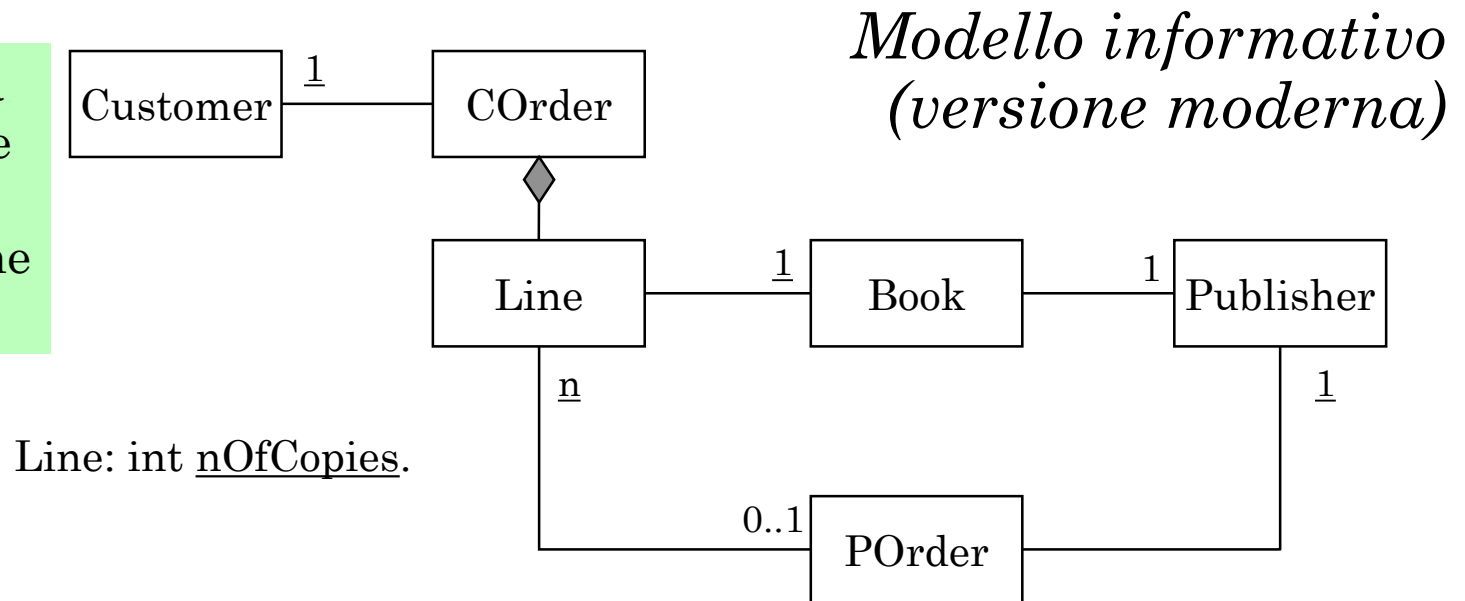 Modello informativo
(versione moderna)
e
ne
Customer
1
COrder
Line
1
Book
1
Publisher
n
1
Line: int nOfCopies.
0..1
POrder